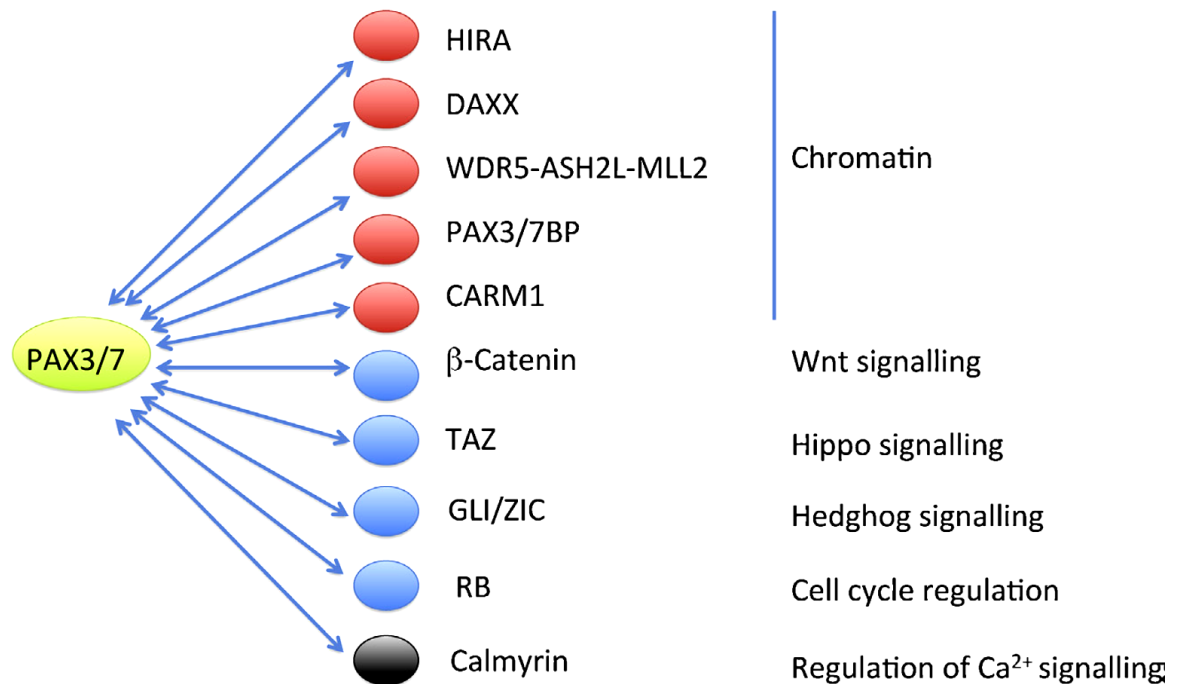 HIRA
DAXX
WDR5-ASH2L-MLL2
Chromatin
PAX3/7BP
CARM1
PAX3/7
β-Catenin
Wnt signalling
TAZ
Hippo signalling
GLI/ZIC
Hedghog signalling
RB
Cell cycle regulation
Calmyrin
Regulation of Ca²⁺ signalling